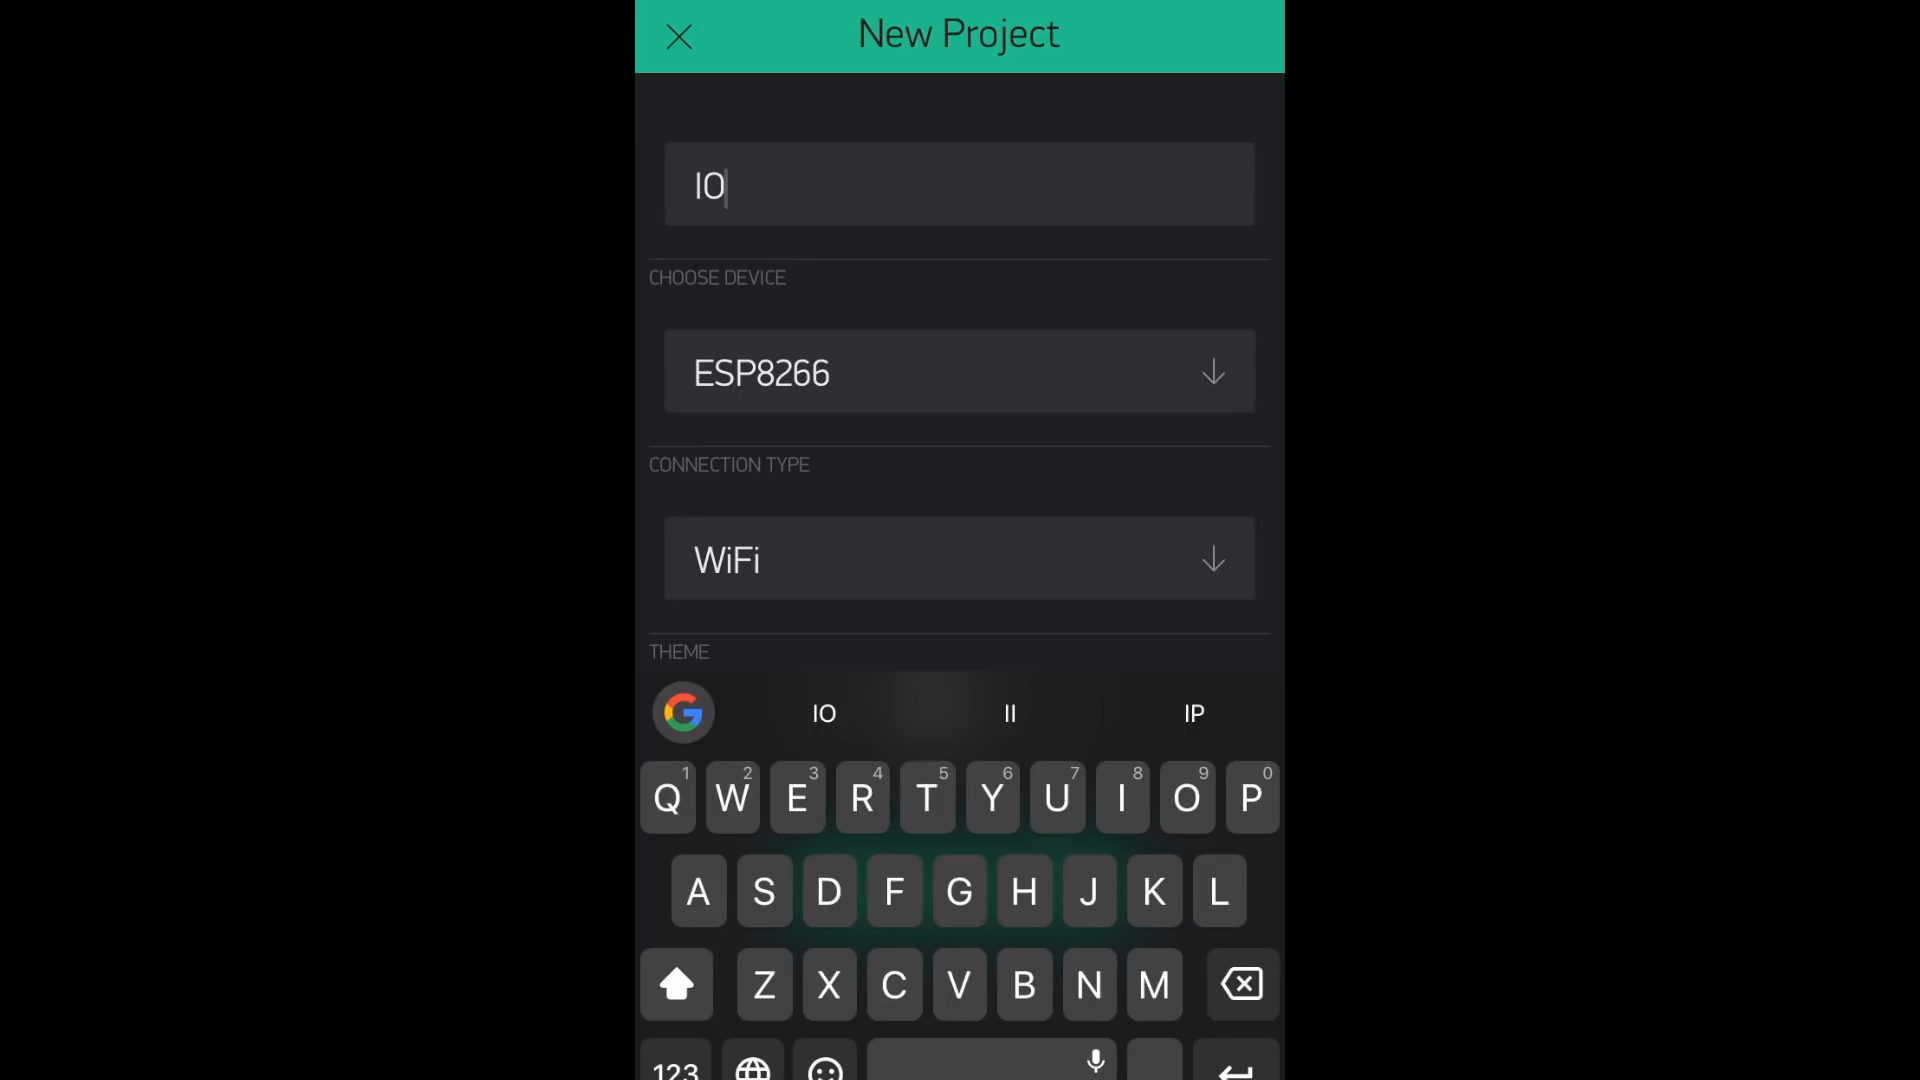 New Project
IO
CHOOSE DEVICE
ESP8266
CONNECTION TYPE
WiFi
THEME
G IO II IP
1 2 3 4 5 6 7 8 9 0
Q W E R T Y U I O P
A S D F G H J K L
Z X C V B N M
123